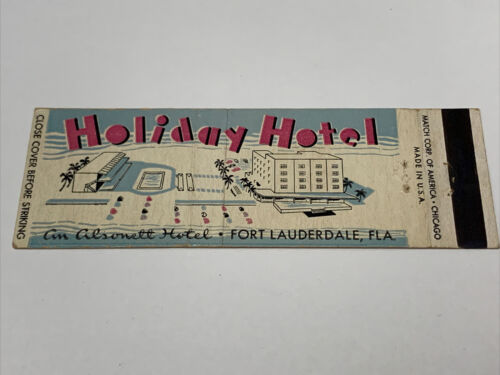 CLOSE COVER BEFORE STRIKING
Holiday Hotel
An Alsonett Hotel • FORT LAUDERDALE, FLA.
MATCH CORP. OF AMERICA • CHICAGO
MADE IN U.S.A.